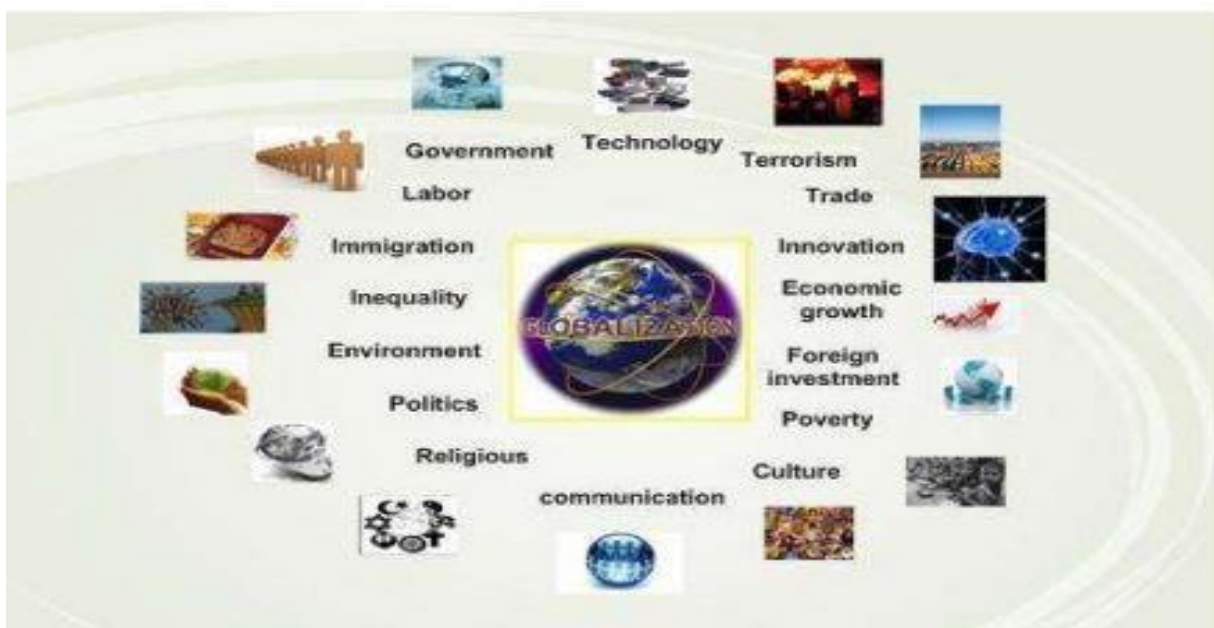 Government
Technology
Terrorism
Labor
Trade
Immigration
Innovation
Inequality
Economic
growth
GLOBALIZATION
Environment
Foreign
investment
Politics
Poverty
Religious
Culture
communication